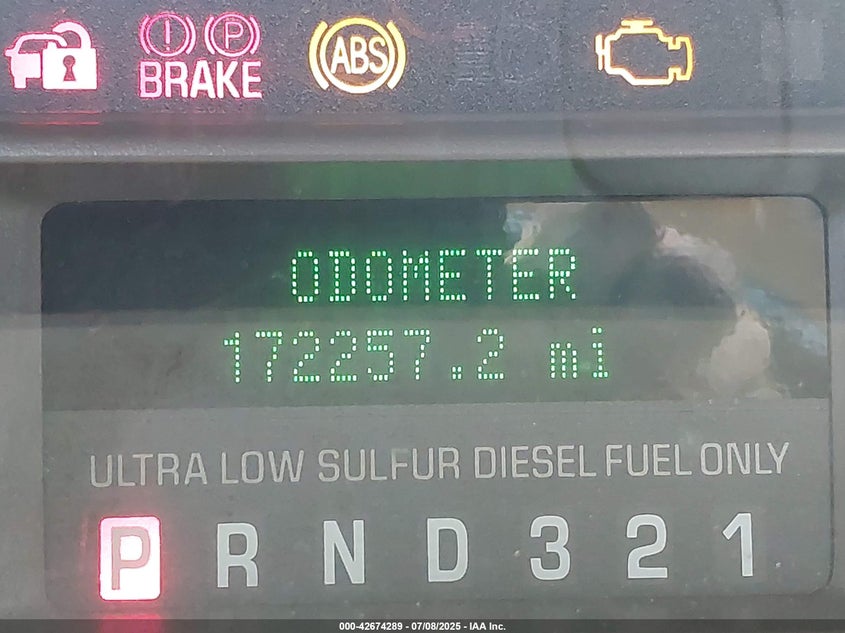 BRAKE ABS
ODOMETER
172257.2 mi
ULTRA LOW SULFUR DIESEL FUEL ONLY
P R N D 3 2 1
000-42674289 - 07/08/2025 - IAA Inc.